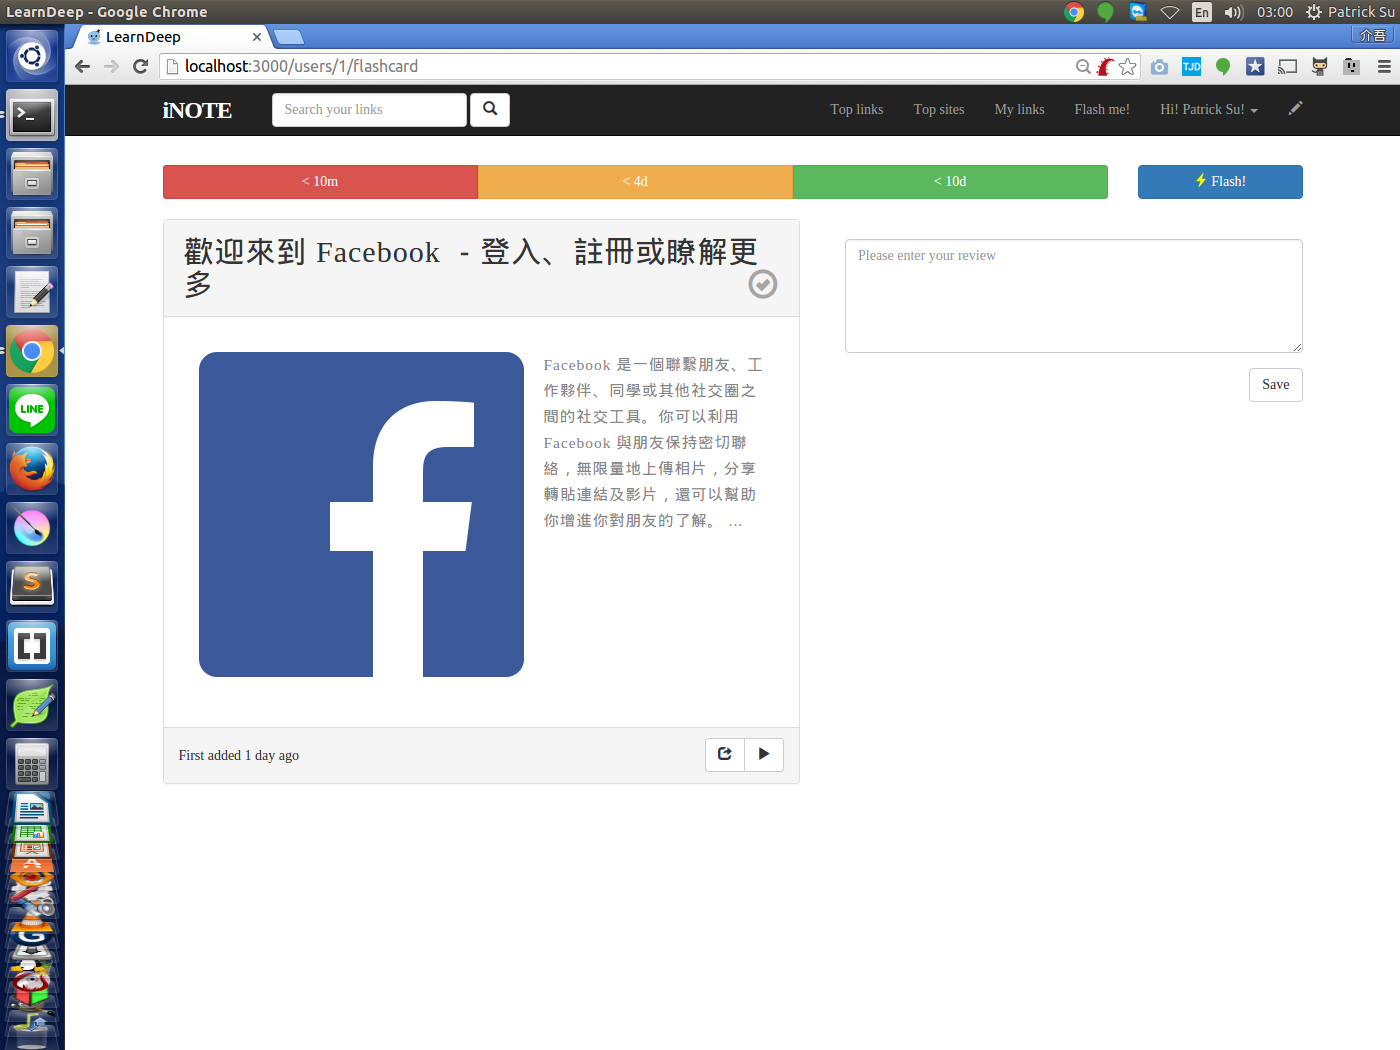 LearnDeep - Google Chrome
En
03:00
Patrick Su
LearnDeep
介吾
localhost:3000/users/1/flashcard
TJD
iNOTE
Search your links
Top links
Top sites
My links
Flash me!
Hi! Patrick Su!
< 10m
< 4d
< 10d
Flash!
歡迎來到 Facebook - 登入、註冊或瞭解更
多
Facebook 是一個聯繫朋友、工
作夥伴、同學或其他社交圈之
間的社交工具。你可以利用
Facebook 與朋友保持密切聯
絡，無限量地上傳相片，分享
轉貼連結及影片，還可以幫助
你增進你對朋友的了解。 ...
Please enter your review
Save
First added 1 day ago
LINE